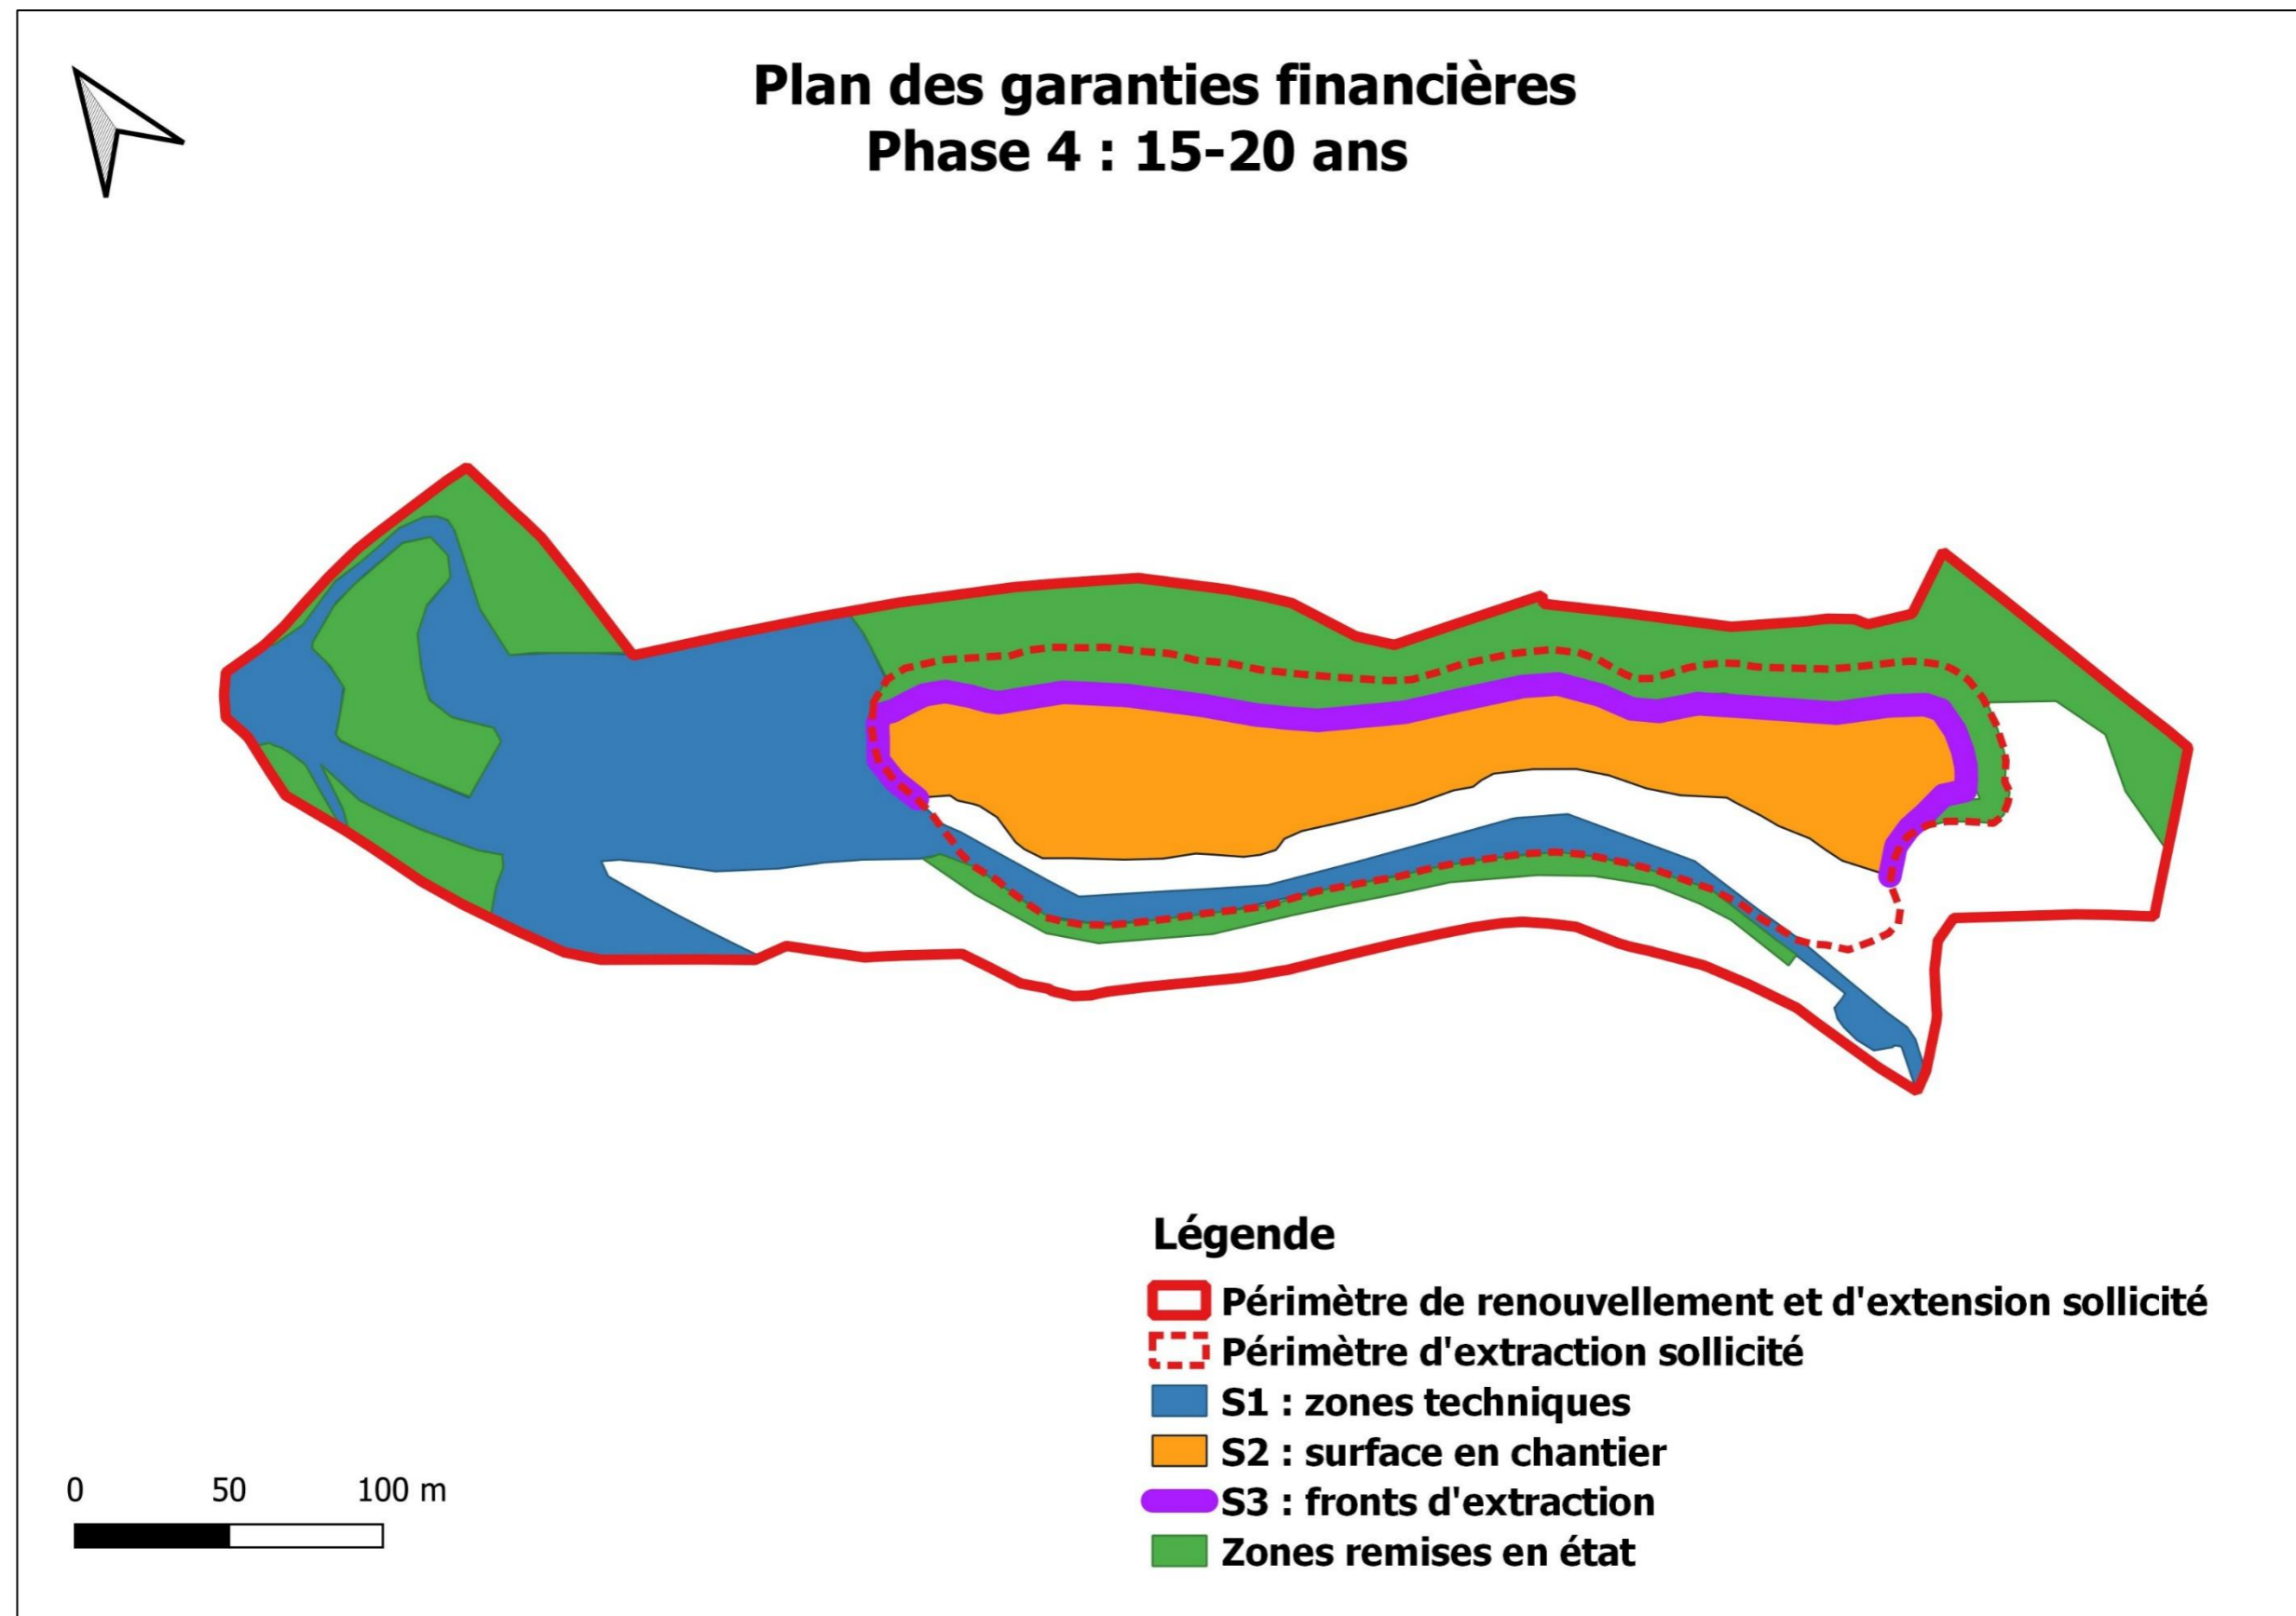 Plan des garanties financières
Phase 4 : 15-20 ans
Légende
Périmètre de renouvellement et d'extension sollicité
Périmètre d'extraction sollicité
S1 : zones techniques
S2 : surface en chantier
S3 : fronts d'extraction
Zones remises en état
0 50 100 m